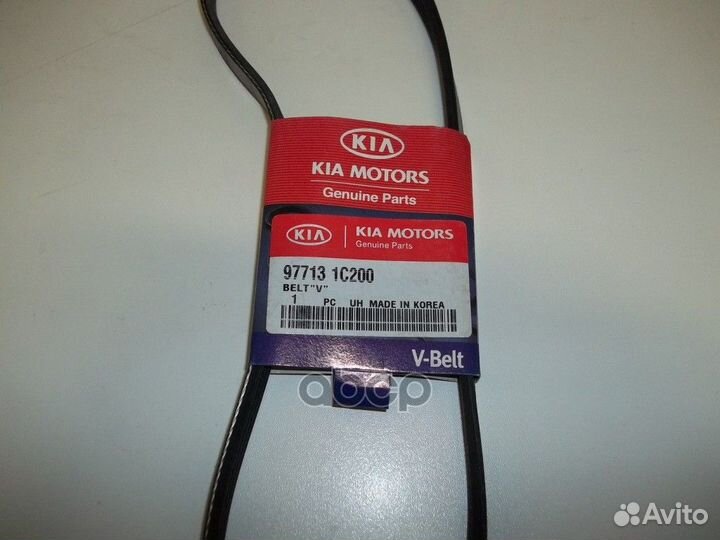 KIA
KIA MOTORS
Genuine Parts
KIA
KIA MOTORS
Genuine Parts
97713 1C200
BELT"V"
1 PC UH MADE IN KOREA
V-Belt
abcp
Avito